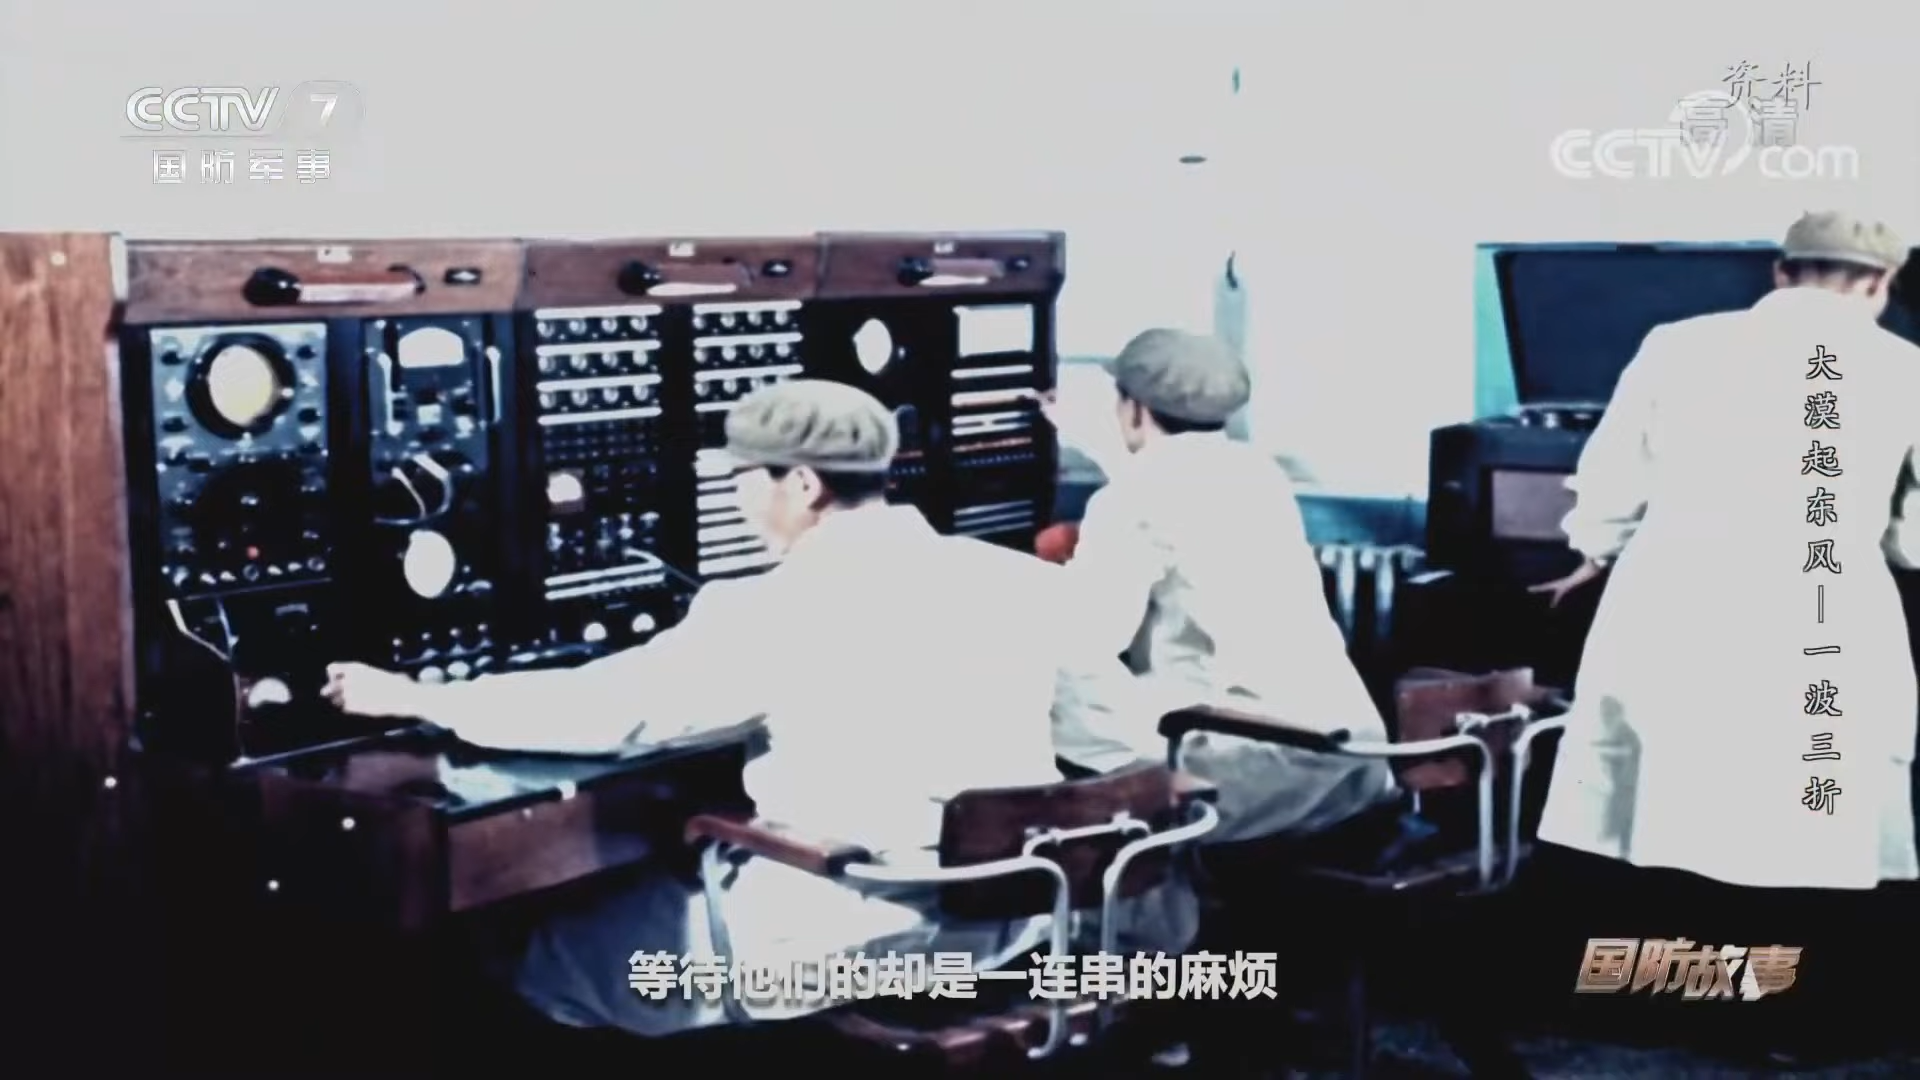 CCTV 7
国防军事
资料
高清
CCTV.com
大漠起东风—一波三折
等待他们的却是一连串的麻烦
国防故事